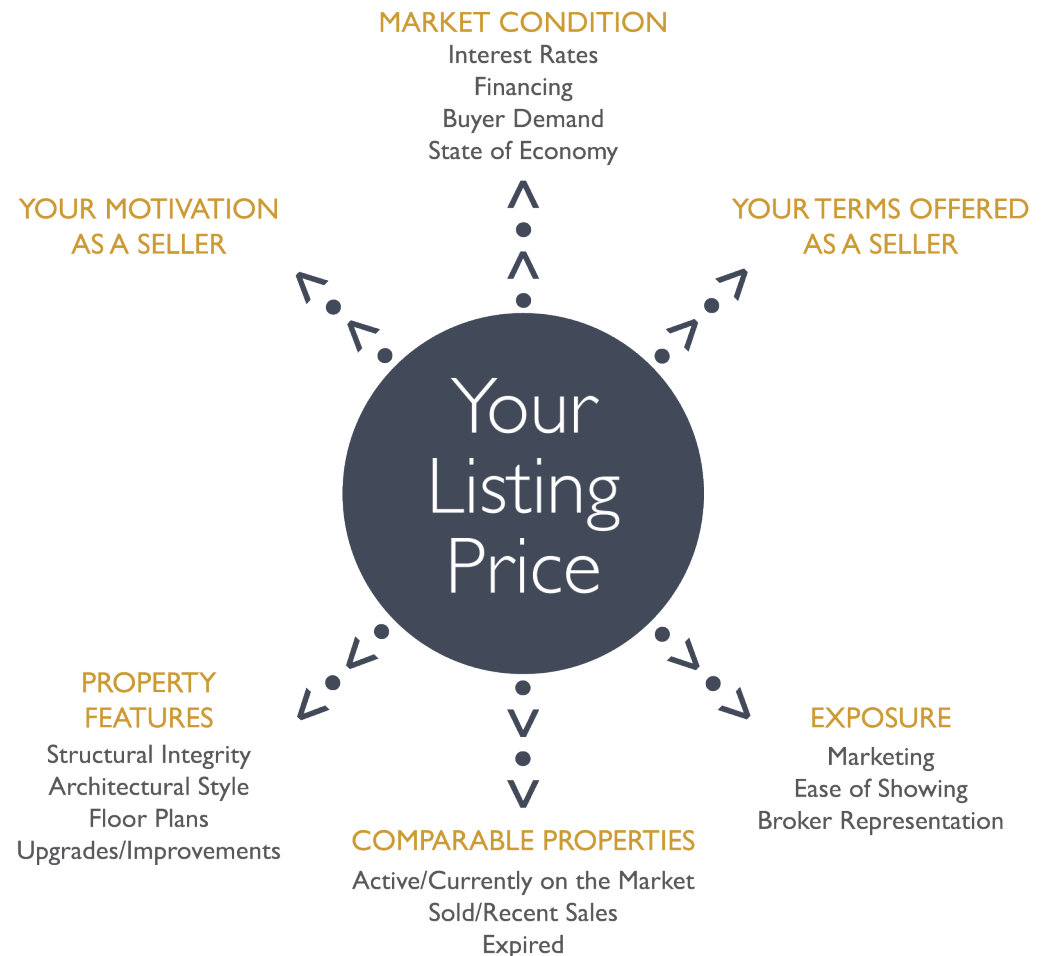 MARKET CONDITION
Interest Rates
Financing
Buyer Demand
State of Economy
YOUR MOTIVATION
AS A SELLER
YOUR TERMS OFFERED
AS A SELLER
Your
Listing
Price
PROPERTY
FEATURES
Structural Integrity
Architectural Style
Floor Plans
Upgrades/Improvements
EXPOSURE
Marketing
Ease of Showing
Broker Representation
COMPARABLE PROPERTIES
Active/Currently on the Market
Sold/Recent Sales
Expired